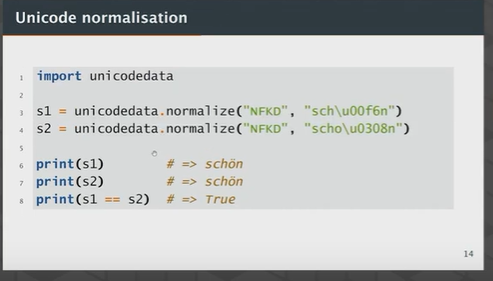 Unicode normalisation
1 import unicodedata
2
3 s1 = unicodedata.normalize("NFKD", "sch\u00f6n")
4 s2 = unicodedata.normalize("NFKD", "scho\u0308n")
5
6 print(s1) # => schön
7 print(s2) # => schön
8 print(s1 == s2) # => True
14